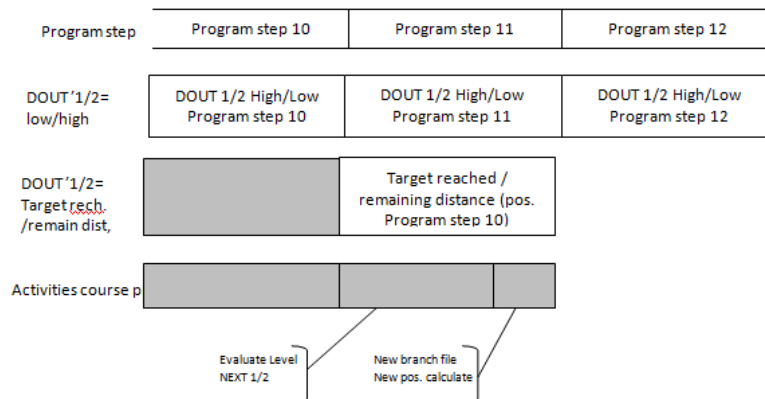 Program step
Program step 10
Program step 11
Program step 12
DOUT ’1/2=
low/high
DOUT 1/2 High/Low
Program step 10
DOUT 1/2 High/Low
Program step 11
DOUT 1/2 High/Low
Program step 12
DOUT ’1/2=
Target rech.
/remain dist,
Target reached /
remaining distance (pos.
Program step 10)
Activities course p
Evaluate Level
NEXT 1/2
New branch file
New pos. calculate